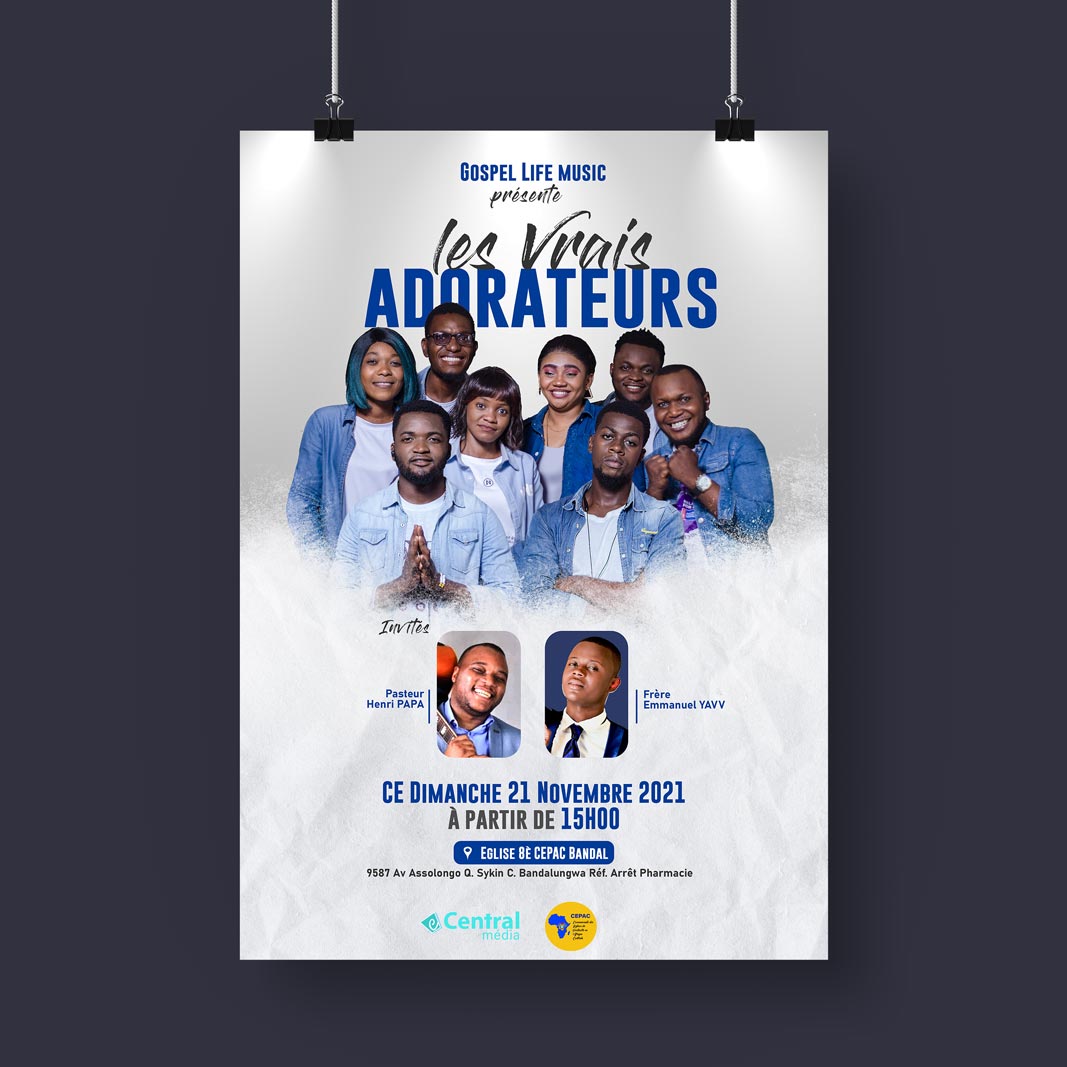 Gospel Life music
présente
les Vrais
ADORATEURS
Invités
Pasteur
Henri PAPA
Frère
Emmanuel YAVV
CE Dimanche 21 Novembre 2021
À PARTIR DE 15H00
Eglise 8è CEPAC Bandal
9587 Av Assolongo Q. Sykin C. Bandalungwa Réf. Arrêt Pharmacie
Central
média
CEPAC